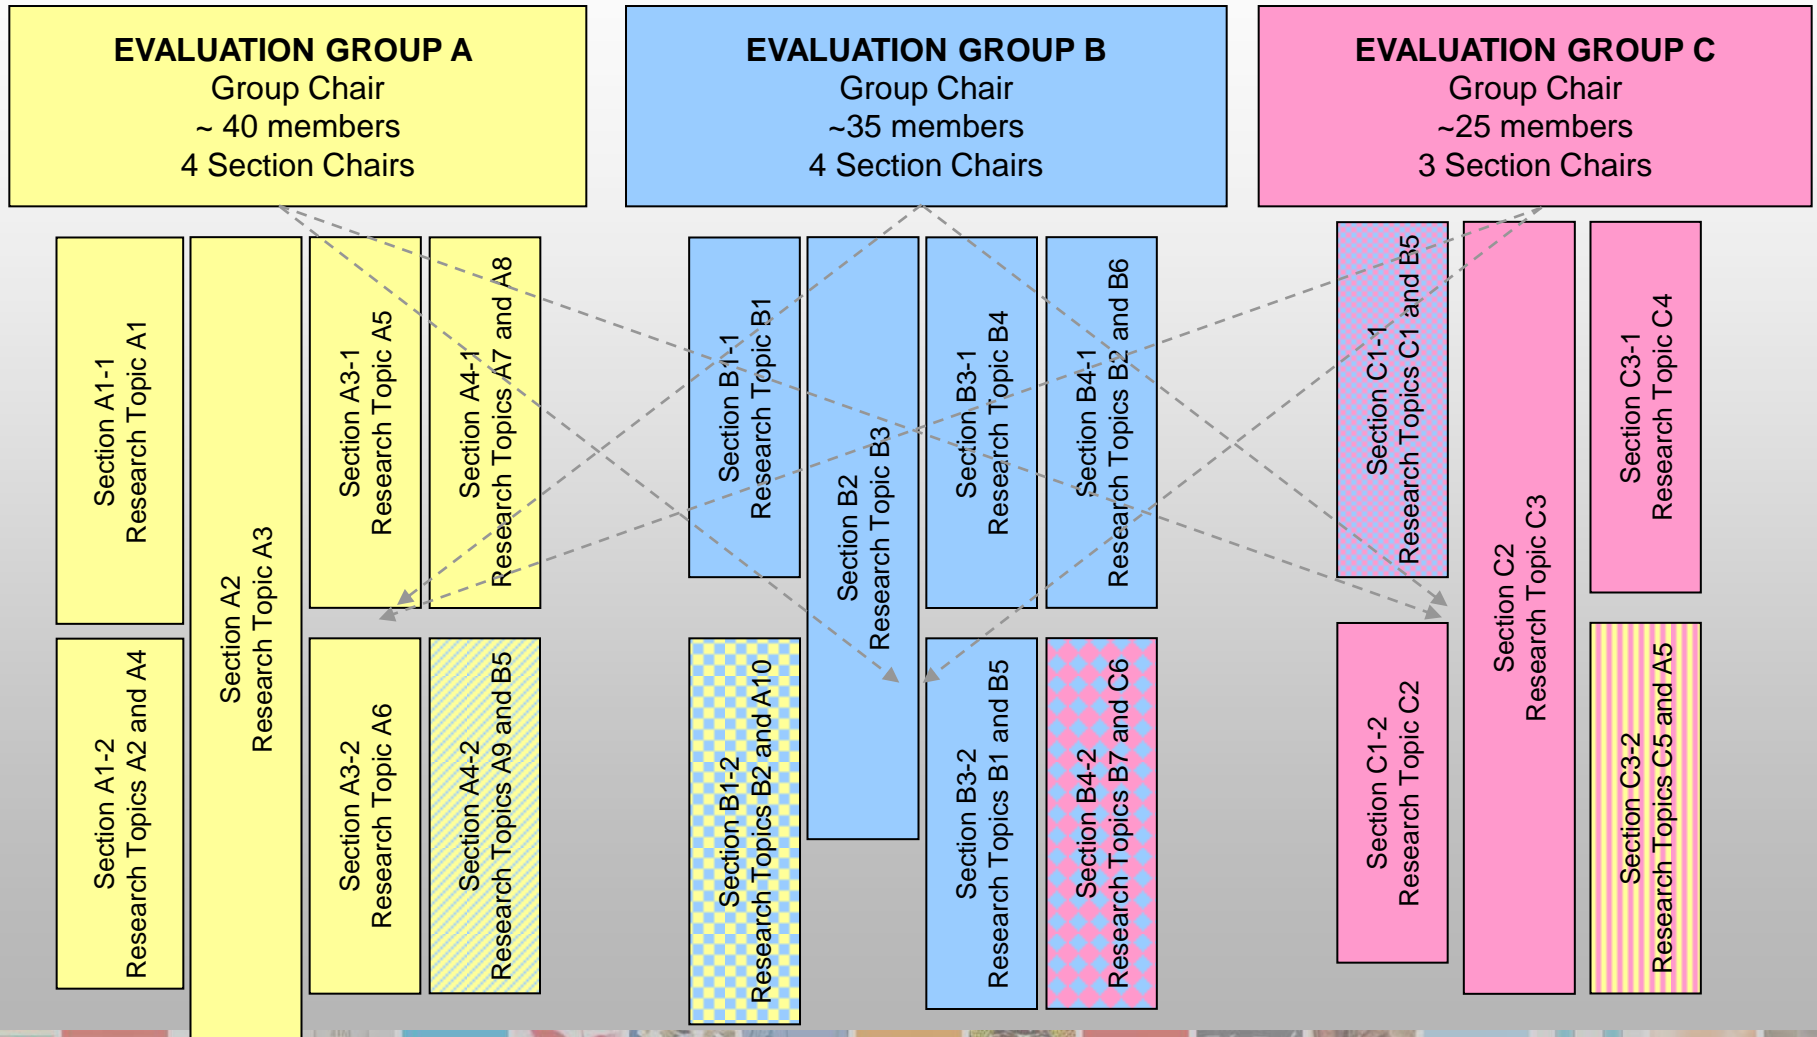 EVALUATION GROUP A
Group Chair
~ 40 members
4 Section Chairs
EVALUATION GROUP B
Group Chair
~35 members
4 Section Chairs
EVALUATION GROUP C
Group Chair
~25 members
3 Section Chairs
Section A1-1
Research Topic A1
Section A2
Research Topic A3
Section A3-1
Research Topic A5
Section A4-1
Research Topics A7 and A8
Section A1-2
Research Topics A2 and A4
Section A3-2
Research Topic A6
Section A4-2
Research Topics A9 and B5
Section B1-1
Research Topic B1
Section B2
Research Topic B3
Section B3-1
Research Topic B4
Section B4-1
Research Topics B2 and B6
Section B1-2
Research Topics B2 and A10
Section B3-2
Research Topics B1 and B5
Section B4-2
Research Topics B7 and C6
Section C1-1
Research Topics C1 and B5
Section C2
Research Topic C3
Section C3-1
Research Topic C4
Section C1-2
Research Topic C2
Section C3-2
Research Topics C5 and A5